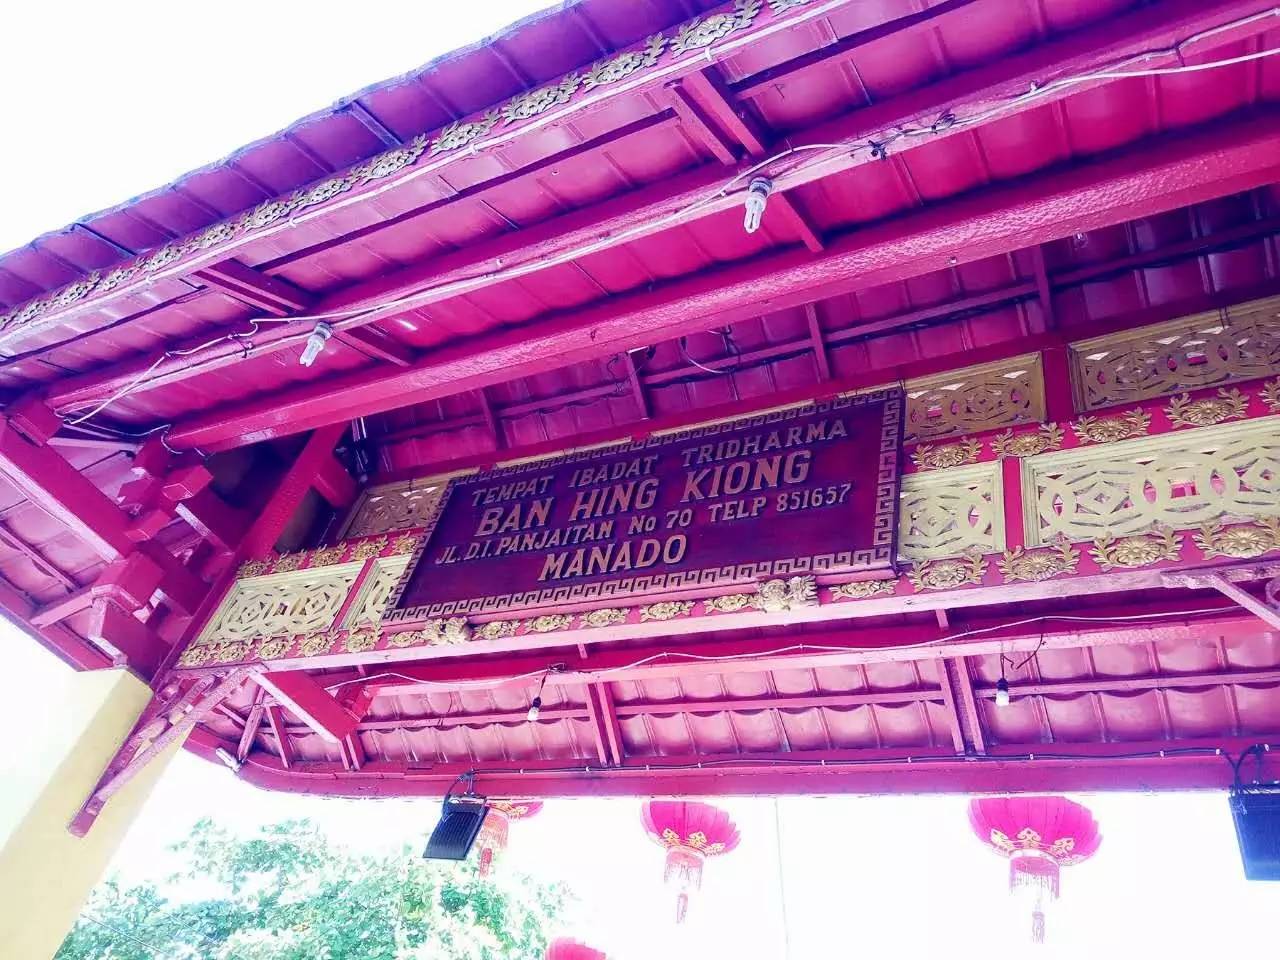 TEMPAT IBADAT TRIDHARMA
BAN HING KIONG
JL. D.I. PANJAITAN No 70 TELP 851657
MANADO